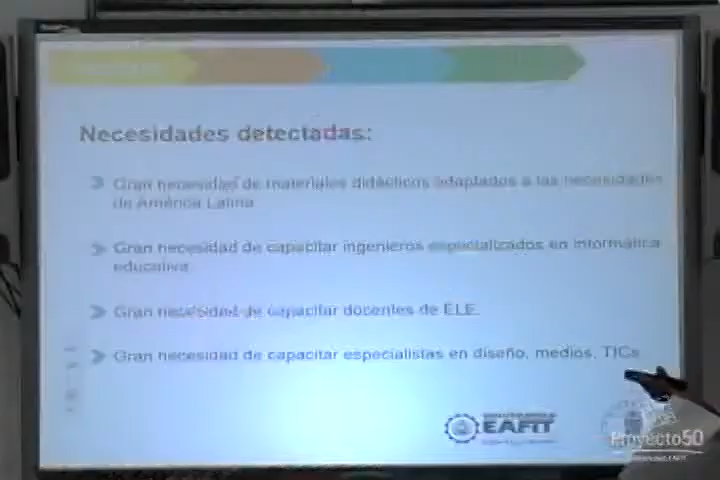 Necesidades detectadas:
Gran necesidad de materiales didácticos adaptados a las necesidades
de América Latina
Gran necesidad de capacitar ingenieros especializados en informática
educativa
Gran necesidad de capacitar docentes de ELE.
Gran necesidad de capacitar especialistas en diseño, medios, TICs
EAFIT
Proyecto50